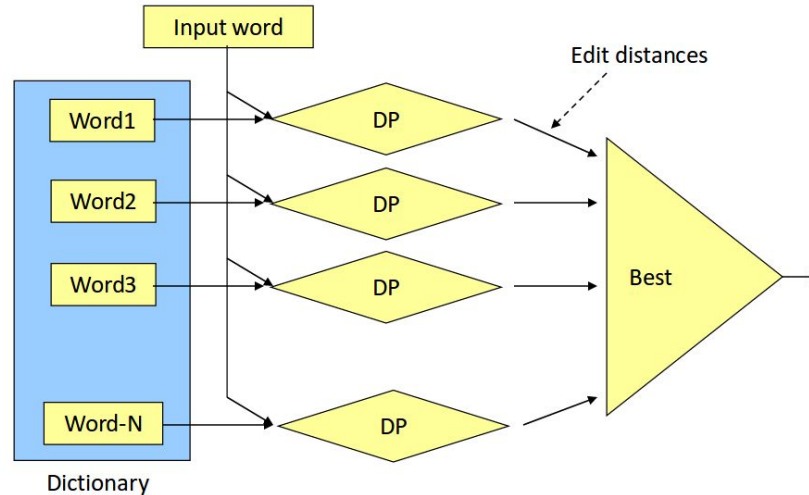 Input word
Edit distances
Word1
DP
Word2
DP
Word3
DP
Best
Word-N
DP
Dictionary